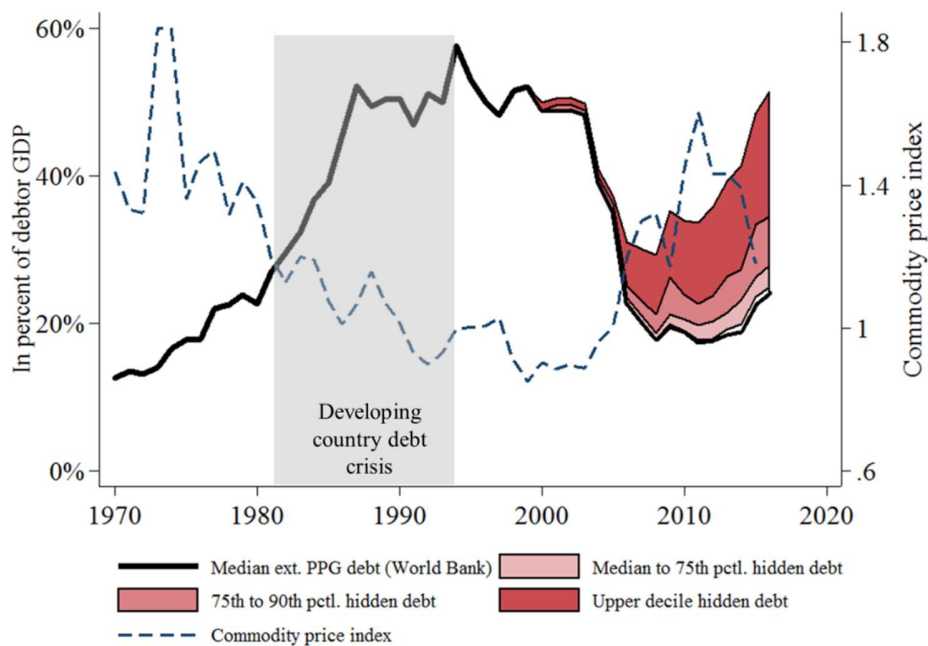 60%
40%
20%
0%
In percent of debtor GDP
1.8
1.4
1
.6
Commodity price index
Developing
country debt
crisis
1970 1980 1990 2000 2010 2020
Median ext. PPG debt (World Bank) Median to 75th pctl. hidden debt
75th to 90th pctl. hidden debt Upper decile hidden debt
Commodity price index